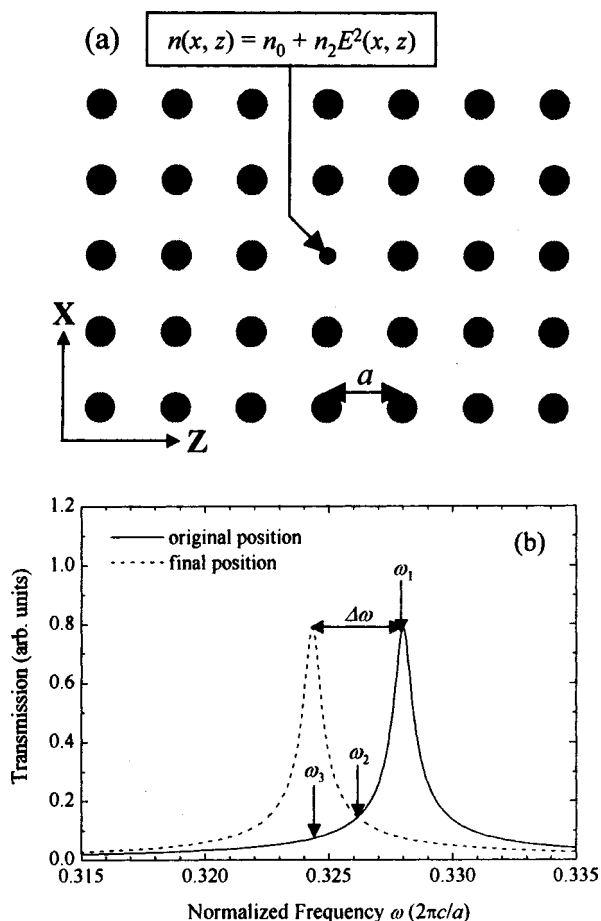 (a)
n(x, z) = n₀ + n₂E²(x, z)
X
Z
a
(b)
original position
final position
ω₁
Δω
ω₂
ω₃
Transmission (arb. units)
1.2
1.0
0.8
0.6
0.4
0.2
0.0
0.315 0.320 0.325 0.330 0.335
Normalized Frequency ω (2πc/a)